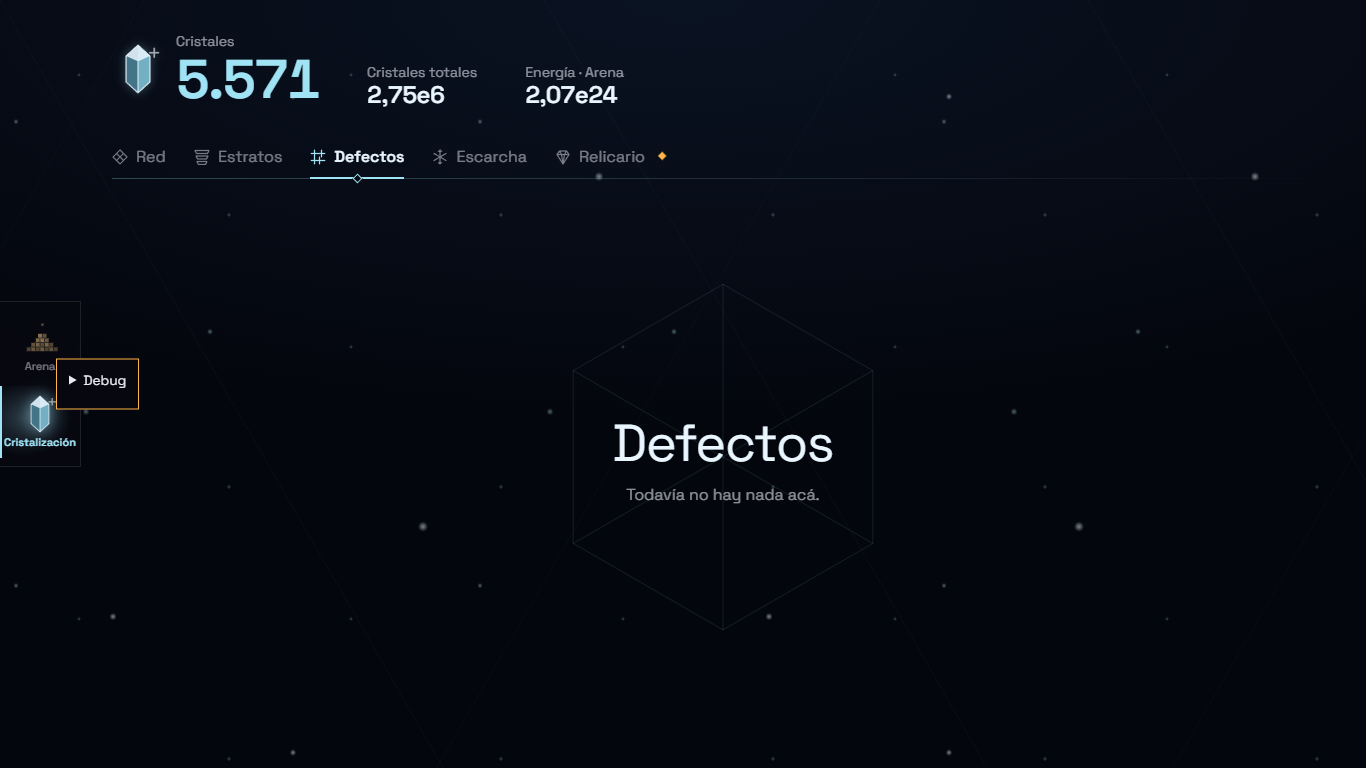 Cristales
5.571
Cristales totales
2,75e6
Energía · Arena
2,07e24
Red
Estratos
Defectos
Escarcha
Relicario
Arena
Debug
Cristalización
Defectos
Todavía no hay nada acá.